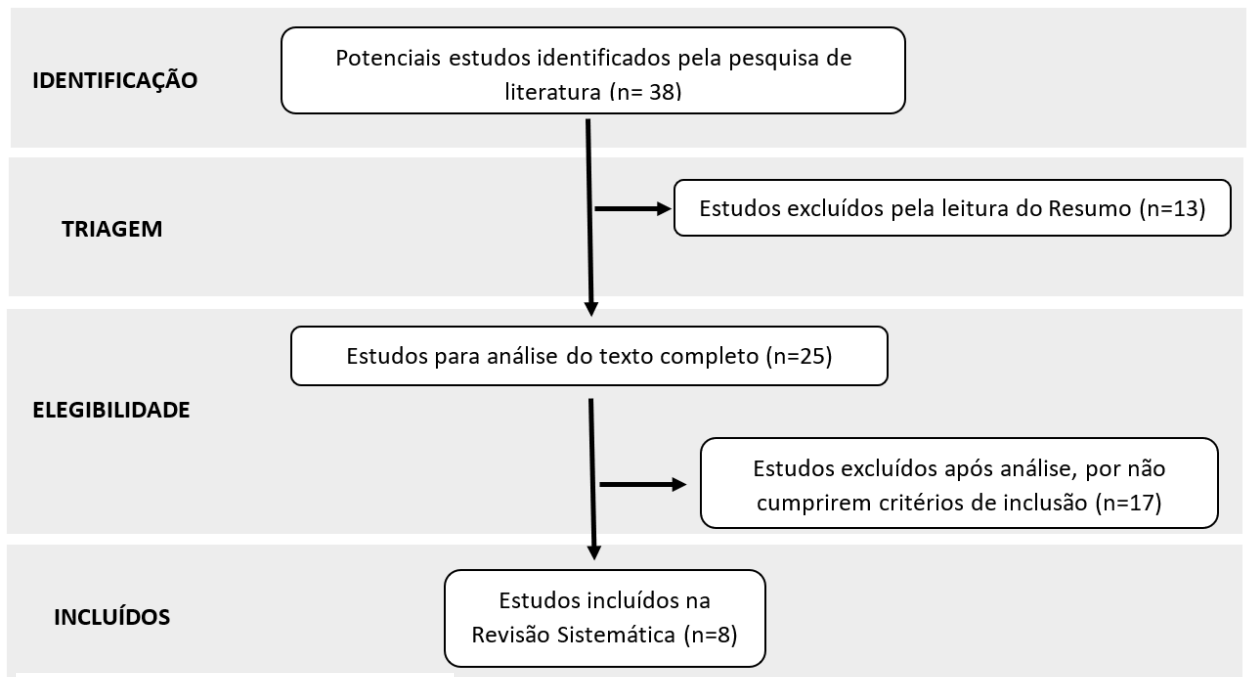 IDENTIFICAÇÃO
Potenciais estudos identificados pela pesquisa de
literatura (n= 38)
TRIAGEM
Estudos excluídos pela leitura do Resumo (n=13)
Estudos para análise do texto completo (n=25)
ELEGIBILIDADE
Estudos excluídos após análise, por não
cumprirem critérios de inclusão (n=17)
INCLUÍDOS
Estudos incluídos na
Revisão Sistemática (n=8)